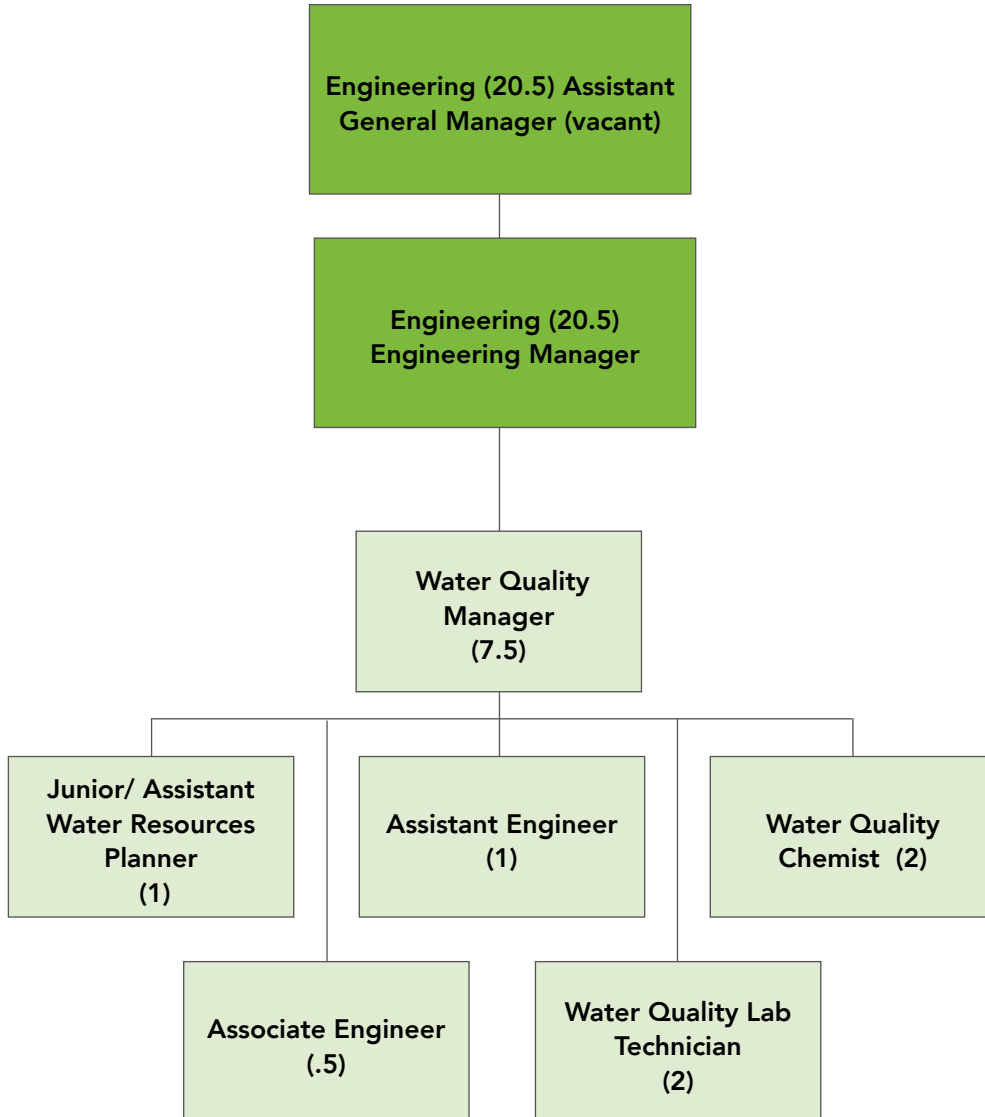 Engineering (20.5) Assistant
General Manager (vacant)
Engineering (20.5)
Engineering Manager
Water Quality
Manager
(7.5)
Junior/ Assistant
Water Resources
Planner
(1)
Assistant Engineer
(1)
Water Quality
Chemist (2)
Associate Engineer
(.5)
Water Quality Lab
Technician
(2)